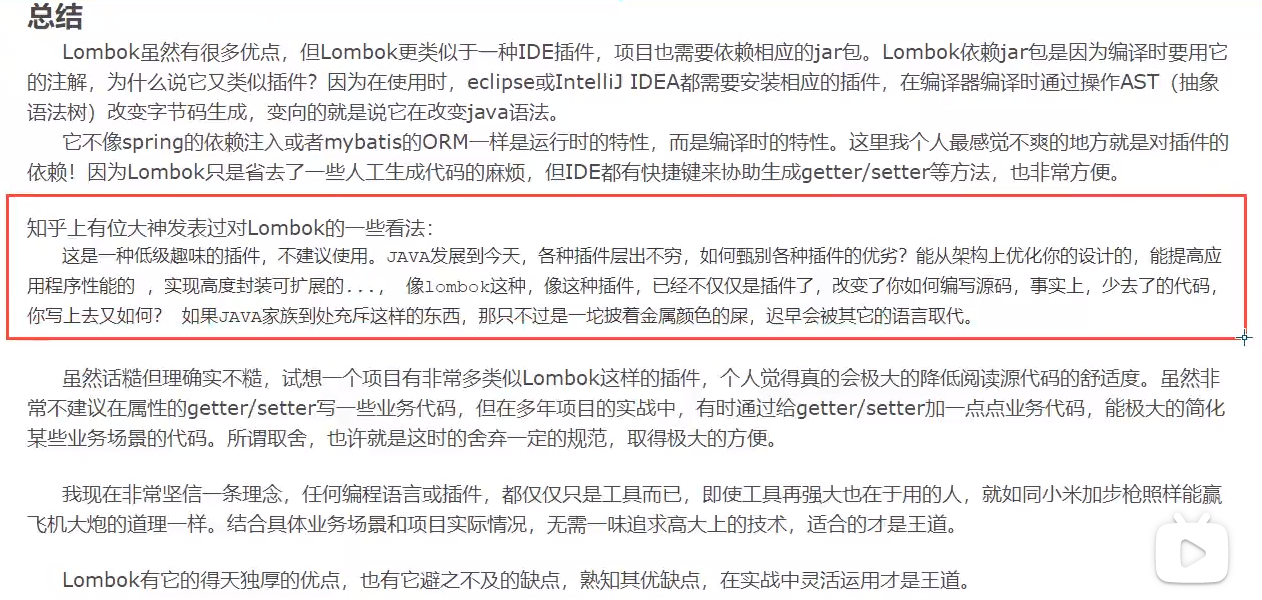 总结
Lombok虽然有很多优点，但Lombok更类似于一种IDE插件，项目也需要依赖相应的jar包。Lombok依赖jar包是因为编译时要用它
的注解，为什么说它又类似插件？因为在使用时，eclipse或IntelliJ IDEA都需要安装相应的插件，在编译器编译时通过操作AST（抽象
语法树）改变字节码生成，变向的就是说它在改变java语法。
它不像spring的依赖注入或者mybatis的ORM一样是运行时的特性，而是编译时的特性。这里我个人最感觉不爽的地方就是对插件的
依赖！因为Lombok只是省去了一些人工生成代码的麻烦，但IDE都有快捷键来协助生成getter/setter等方法，也非常方便。
知乎上有位大神发表过对Lombok的一些看法：
这是一种低级趣味的插件，不建议使用。JAVA发展到今天，各种插件层出不穷，如何甄别各种插件的优劣？能从架构上优化你的设计的，能提高应
用程序性能的 ，实现高度封装可扩展的...， 像lombok这种，像这种插件，已经不仅仅是插件了，改变了你如何编写源码，事实上，少去了的代码，
你写上去又如何？ 如果JAVA家族到处充斥这样的东西，那只不过是一坨披着金属颜色的屎，迟早会被其它的语言取代。
虽然话糙但理确实不糙，试想一个项目有非常多类似Lombok这样的插件，个人觉得真的会极大的降低阅读源代码的舒适度。虽然非
常不建议在属性的getter/setter写一些业务代码，但在多年项目的实战中，有时通过给getter/setter加一点点业务代码，能极大的简化
某些业务场景的代码。所谓取舍，也许就是这时的舍弃一定的规范，取得极大的方便。
我现在非常坚信一条理念，任何编程语言或插件，都仅仅只是工具而已，即使工具再强大也在于用的人，就如同小米加步枪照样能赢
飞机大炮的道理一样。结合具体业务场景和项目实际情况，无需一味追求高大上的技术，适合的才是王道。
Lombok有它的得天独厚的优点，也有它避之不及的缺点，熟知其优缺点，在实战中灵活运用才是王道。